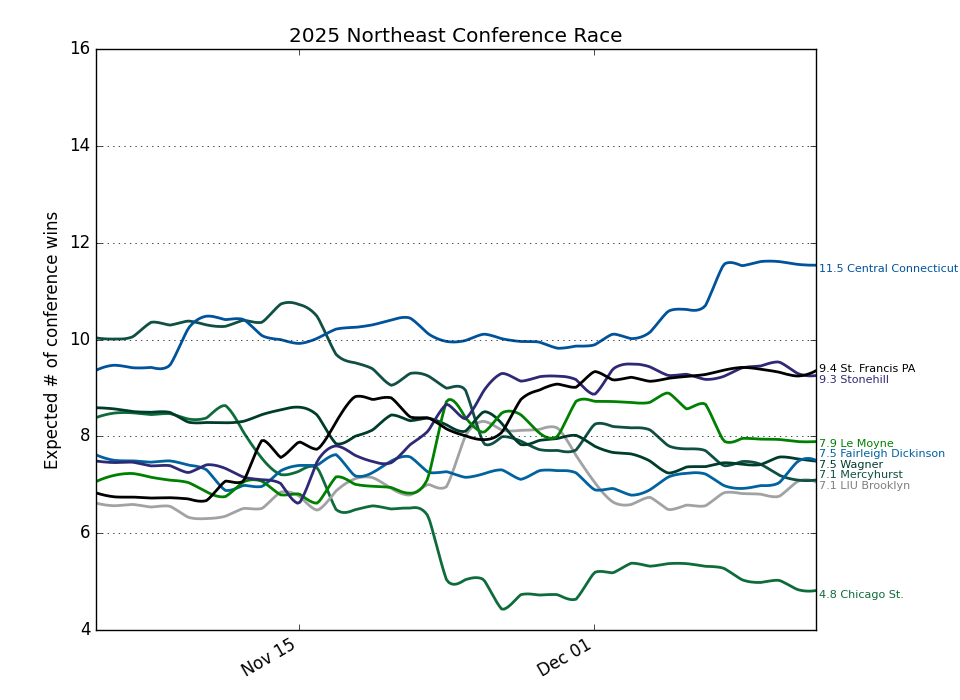 2025 Northeast Conference Race
Expected # of conference wins
16
14
12
10
8
6
4
Nov 15
Dec 01
11.5 Central Connecticut
9.4 St. Francis PA
9.3 Stonehill
7.9 Le Moyne
7.5 Fairleigh Dickinson
7.5 Wagner
7.1 Mercyhurst
7.1 LIU Brooklyn
4.8 Chicago St.